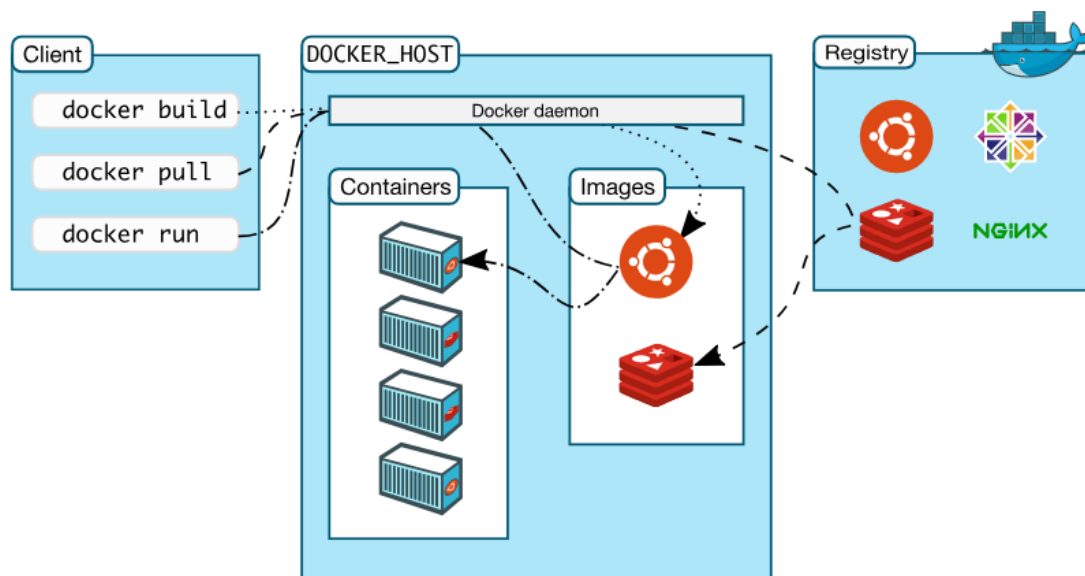 Client
docker build
docker pull
docker run
DOCKER_HOST
Docker daemon
Containers
Images
Registry
NGINX